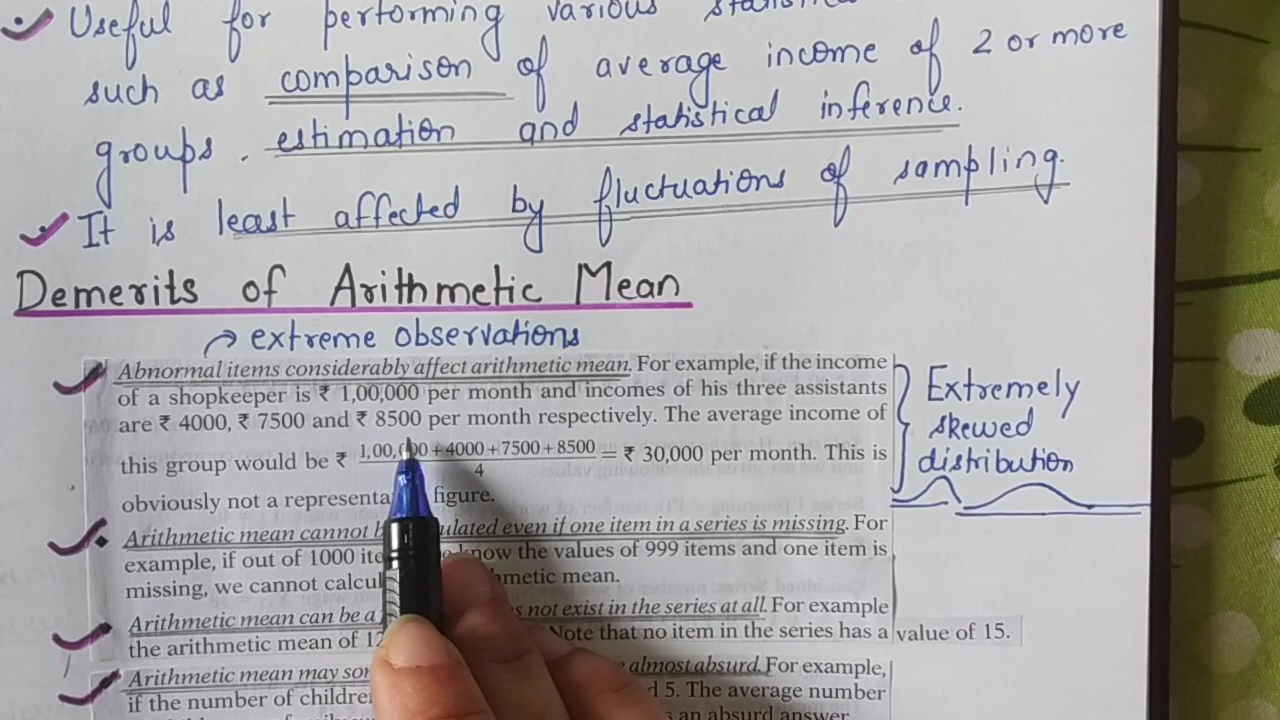 Useful for performing various
such as comparison of average income of 2 or more
groups. estimation and statistical inference.
It is least affected by fluctuations of sampling.
Demerits of Arithmetic Mean
→ extreme observations
Abnormal items considerably affect arithmetic mean. For example, if the income
of a shopkeeper is ₹ 1,00,000 per month and incomes of his three assistants
are ₹ 4000, ₹ 7500 and ₹ 8500 per month respectively. The average income of
this group would be ₹ 1,00,000 + 4000 + 7500 + 8500 / 4 = ₹ 30,000 per month. This is
obviously not a figure.
Extremely
skewed
distribution
Arithmetic mean cannot even if one item in a series is missing. For
example, if out of 1000 know the values of 999 items and one item is
missing, we cannot mean.
Arithmetic mean can be a not exist in the series at all. For example
the arithmetic mean of Note that no item in the series has a value of 15.
Arithmetic mean may almost absurd. For example,
if the number of 5. The average number
an absurd answer